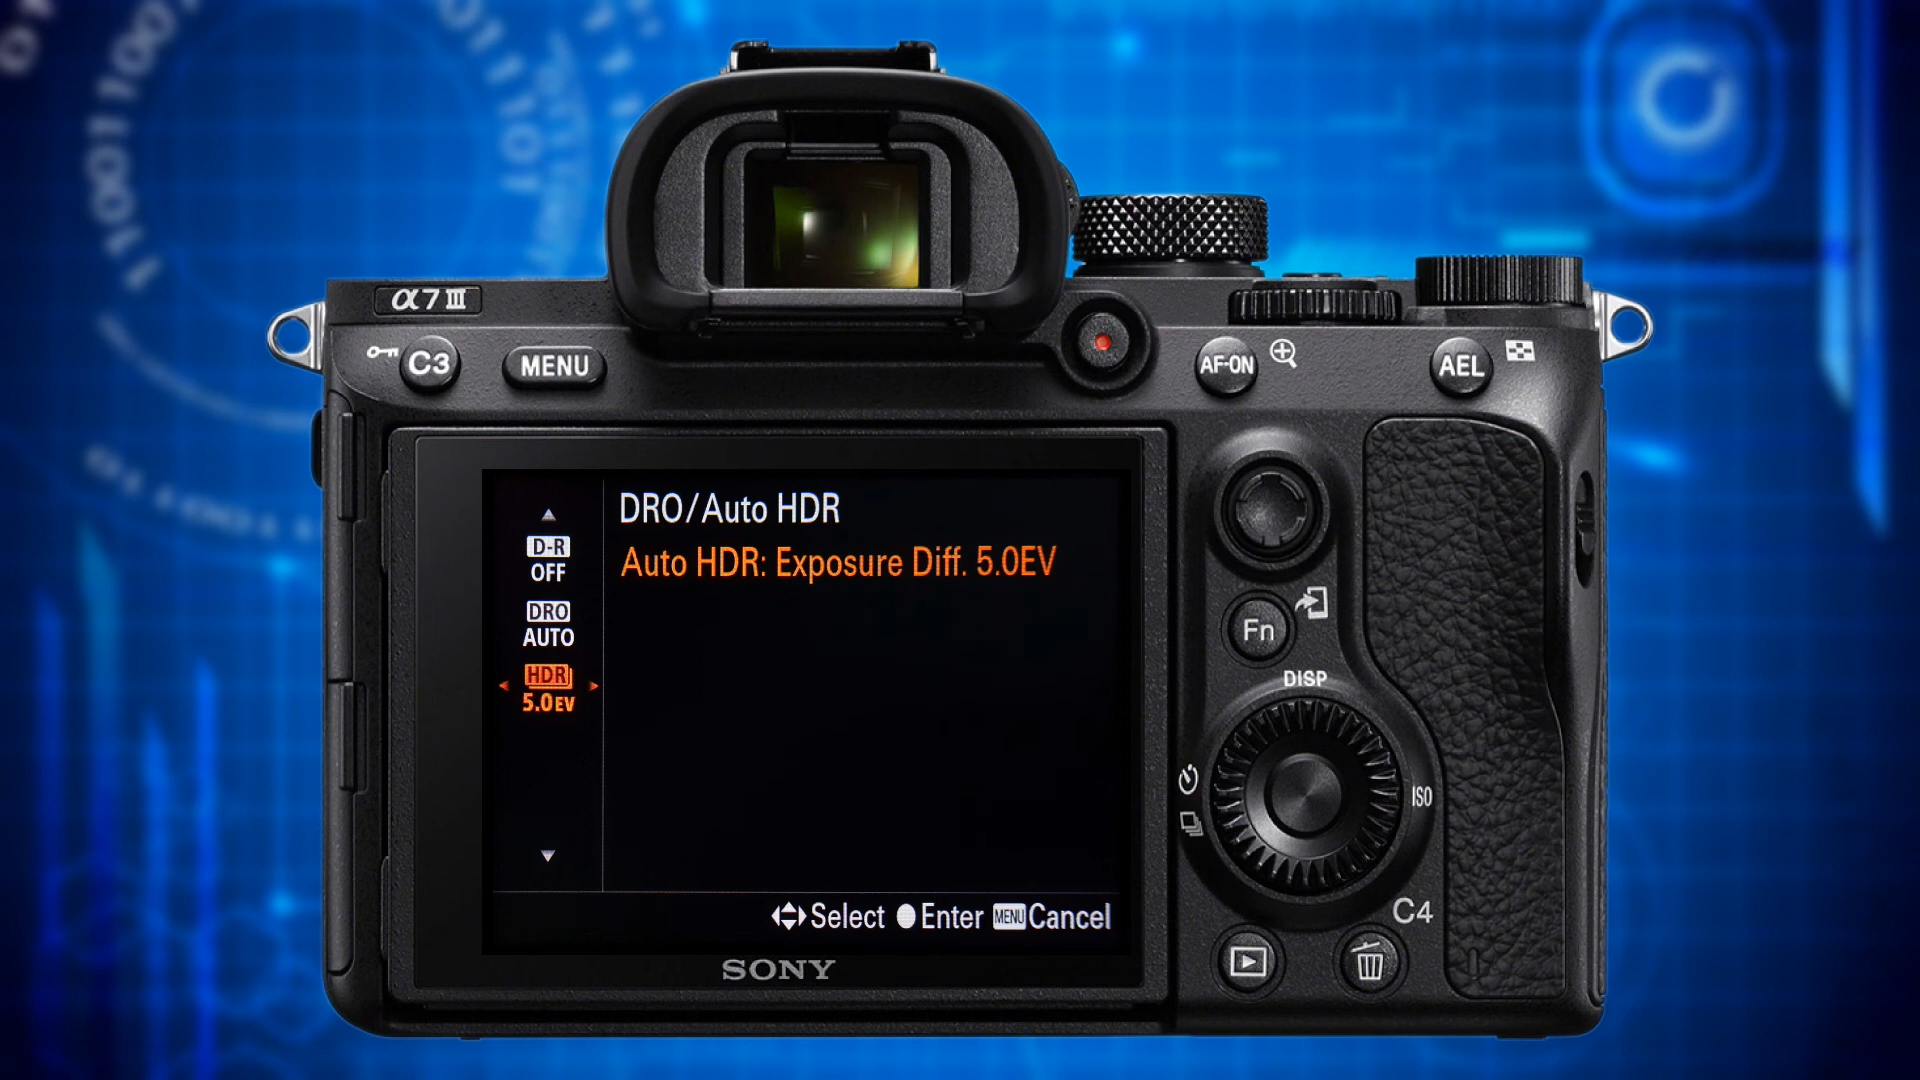 α7 III
C3
MENU
AF-ON
AEL
DRO/Auto HDR
Auto HDR: Exposure Diff. 5.0EV
D-R
OFF
DRO
AUTO
HDR
5.0EV
Select Enter MENU Cancel
SONY
Fn
DISP
ISO
C4